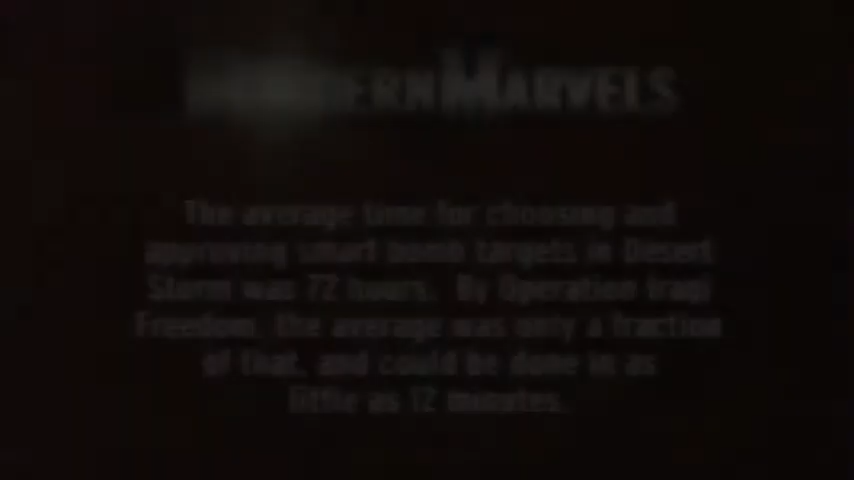 MODERN MARVELS
The average time for choosing and
approving smart bomb targets in Desert
Storm was 72 hours. By Operation Iraqi
Freedom, the average was only a fraction
of that, and could be done in as
little as 12 minutes.